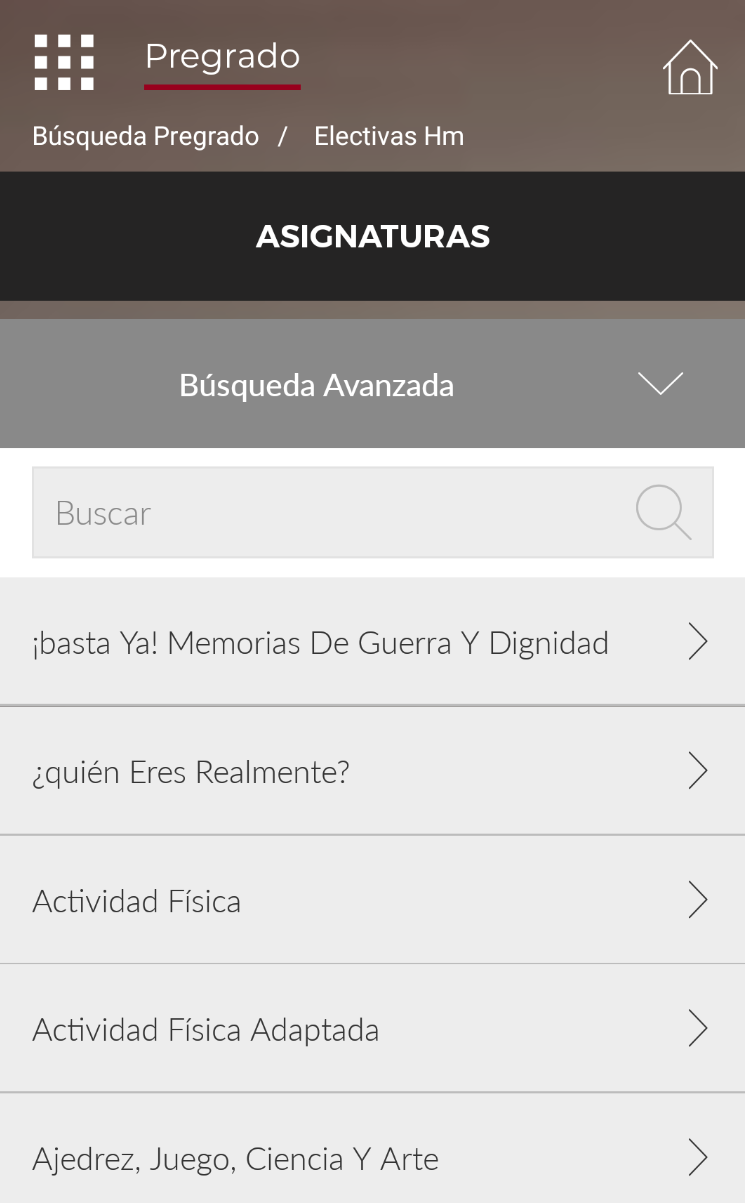 Pregrado
Búsqueda Pregrado / Electivas Hm
ASIGNATURAS
Búsqueda Avanzada
Buscar
¡basta Ya! Memorias De Guerra Y Dignidad
¿quién Eres Realmente?
Actividad Física
Actividad Física Adaptada
Ajedrez, Juego, Ciencia Y Arte